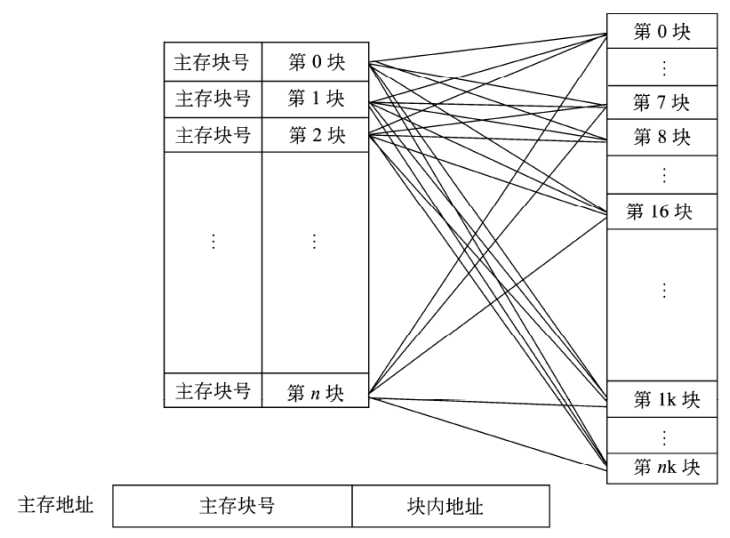 主存块号 第 0 块
主存块号 第 1 块
主存块号 第 2 块
⋮ ⋮
主存块号 第 n 块
第 0 块
⋮
第 7 块
第 8 块
⋮
第 16 块
⋮
第 1k 块
⋮
第 nk 块
主存地址 主存块号 块内地址